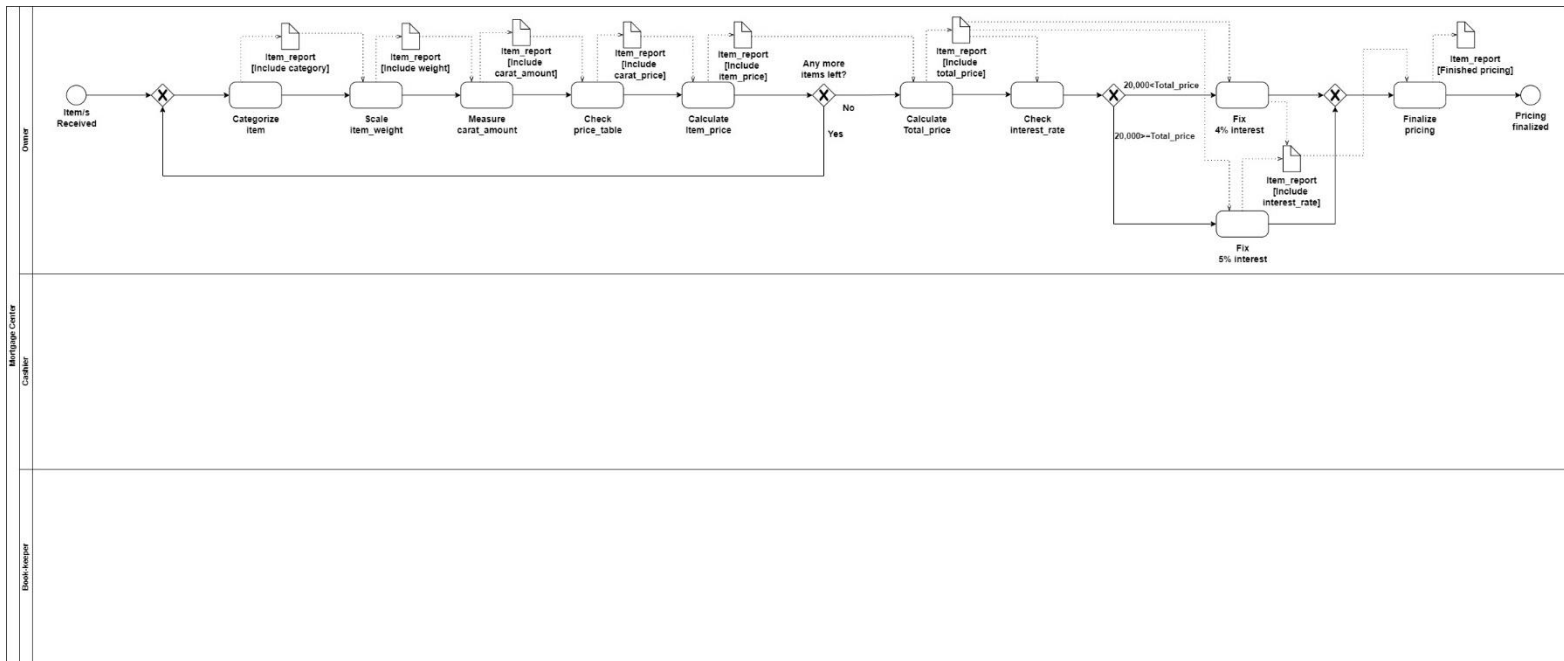 Mortgage Center
Owner
Cashier
Book-keeper
Item/s
Received
Categorize
item
Item_report
[Include category]
Scale
item_weight
Item_report
[Include weight]
Measure
carat_amount
Item_report
[Include
carat_amount]
Check
price_table
Item_report
[Include
carat_price]
Calculate
Item_price
Item_report
[Include
item_price]
Any more
items left?
No
Yes
Calculate
Total_price
Item_report
[Include
total_price]
Check
interest_rate
20,000<Total_price
20,000>=Total_price
Fix
4% interest
Item_report
[Include
interest_rate]
Fix
5% interest
Finalize
pricing
Item_report
[Finished pricing]
Pricing
finalized